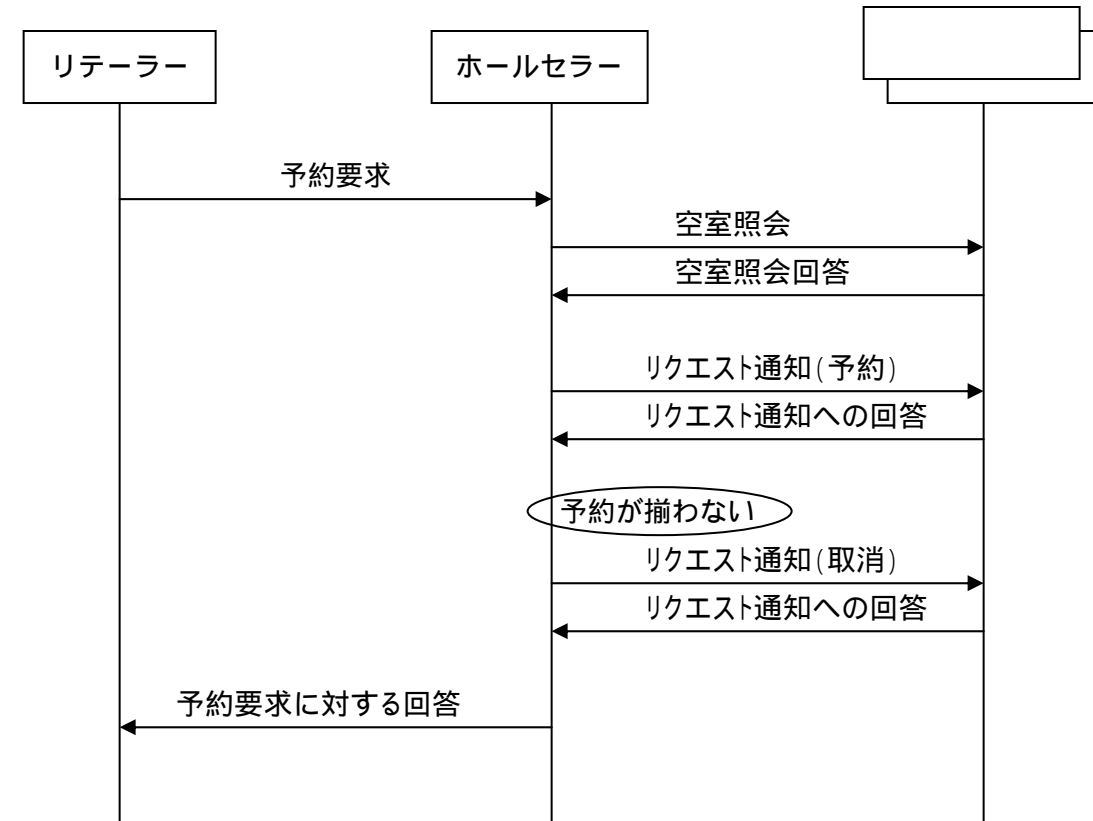 リテーラー
ホールセラー
予約要求
空室照会
空室照会回答
リクエスト通知(予約)
リクエスト通知への回答
予約が揃わない
リクエスト通知(取消)
リクエスト通知への回答
予約要求に対する回答